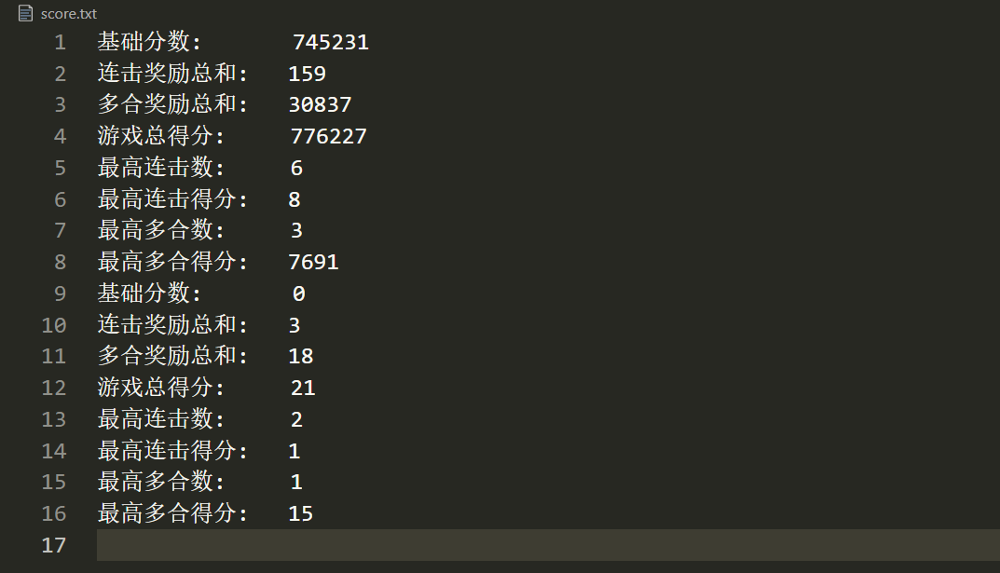 score.txt
1 基础分数: 745231
2 连击奖励总和: 159
3 多合奖励总和: 30837
4 游戏总得分: 776227
5 最高连击数: 6
6 最高连击得分: 8
7 最高多合数: 3
8 最高多合得分: 7691
9 基础分数: 0
10 连击奖励总和: 3
11 多合奖励总和: 18
12 游戏总得分: 21
13 最高连击数: 2
14 最高连击得分: 1
15 最高多合数: 1
16 最高多合得分: 15
17